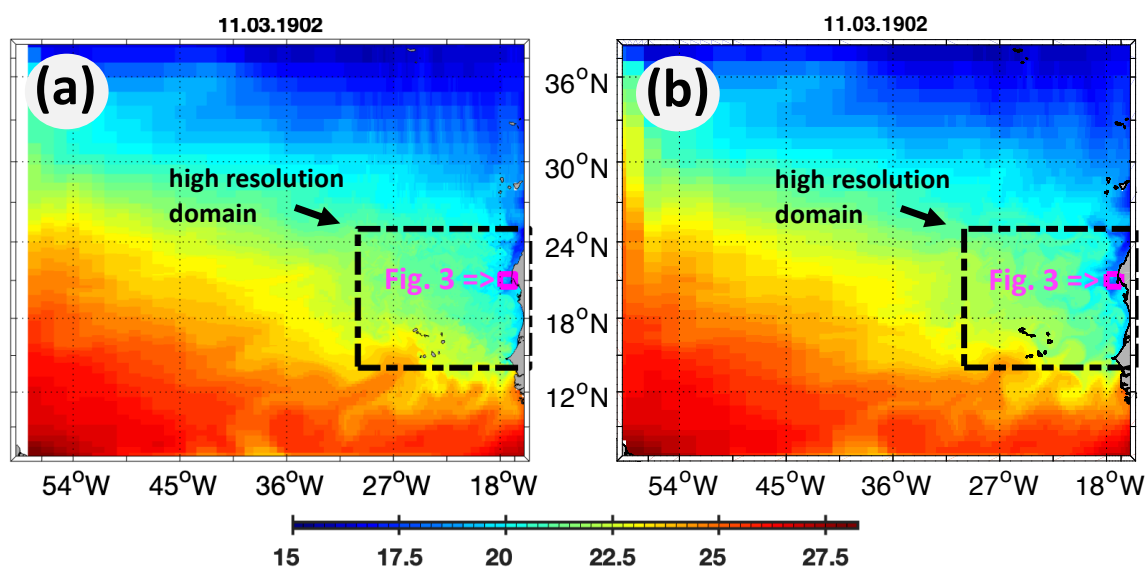 11.03.1902
11.03.1902
(a)
(b)
36°N
30°N
24°N
18°N
12°N
high resolution
domain
high resolution
domain
Fig. 3 =>
Fig. 3 =>
54°W 45°W 36°W 27°W 18°W
54°W 45°W 36°W 27°W 18°W
15 17.5 20 22.5 25 27.5